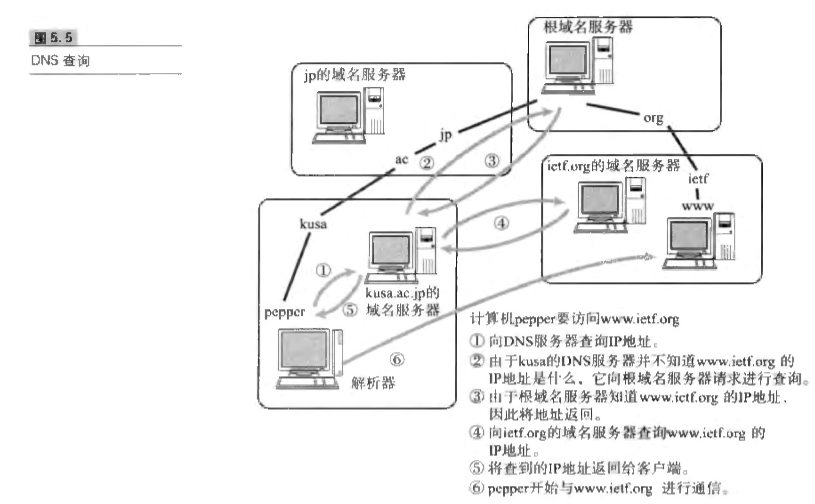 图 5.5
DNS 查询
根域名服务器
jp的域名服务器
org
jp
ac
②
③
ietf.org的域名服务器
ietf
www
④
kusa
①
kusa.ac.jp的
域名服务器
⑤
pepper
⑥
解析器
计算机pepper要访问www.ietf.org
① 向DNS服务器查询IP地址。
② 由于kusa的DNS服务器并不知道www.ietf.org 的
IP地址是什么，它向根域名服务器请求进行查询。
③ 由于根域名服务器知道www.ietf.org 的IP地址，
因此将地址返回。
④ 向ietf.org的域名服务器查询www.ietf.org 的
IP地址。
⑤ 将查到的IP地址返回给客户端。
⑥ pepper开始与www.ietf.org 进行通信。